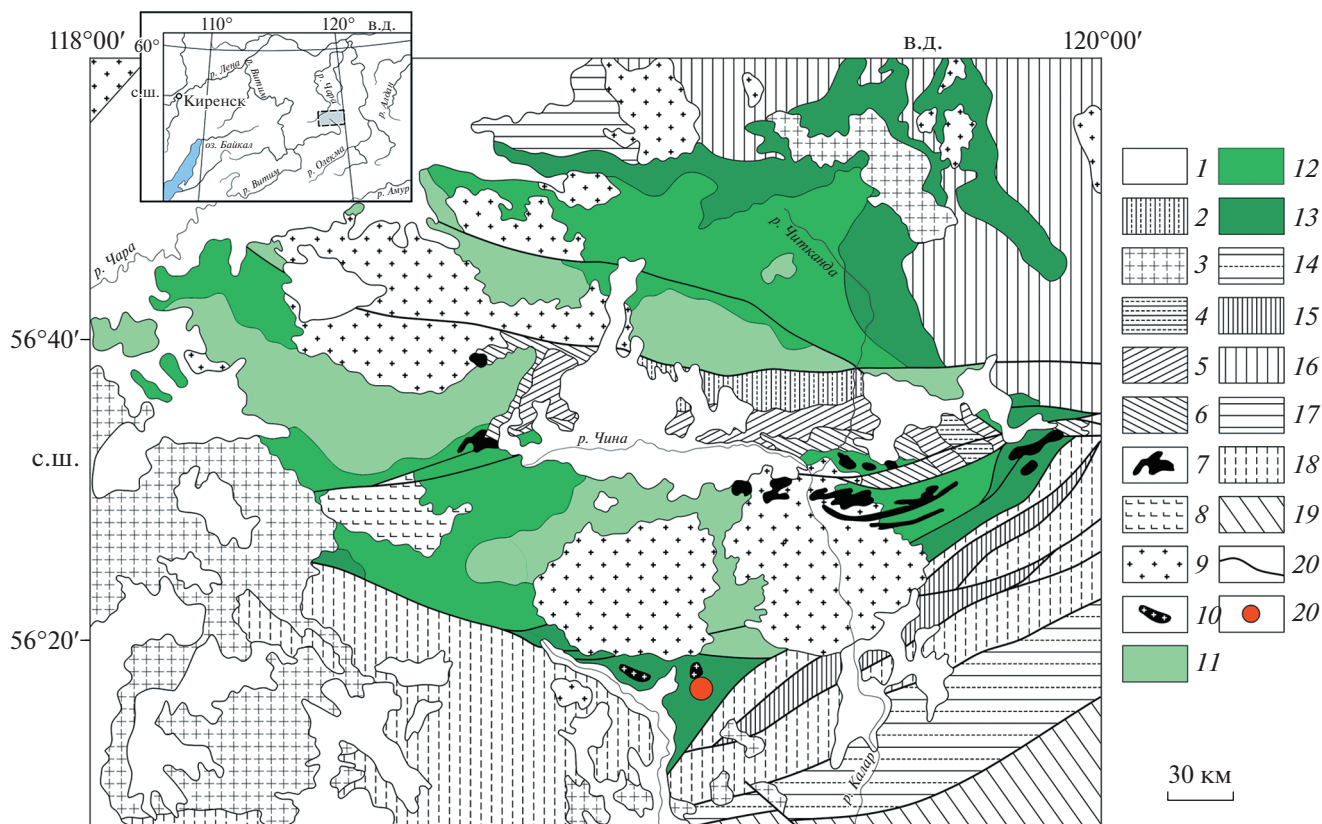 110°
120°
в.д.
60°
с.ш.
р. Лена
р. Витим
р. Чара
р. Алдан
Киренск
оз. Байкал
р. Витим
р. Олекма
р. Амур
118°00′
в.д.
120°00′
р. Чара
р. Читканда
56°40′
с.ш.
р. Чина
56°20′
р. Калар
1
2
3
4
5
6
7
8
9
10
11
12
13
14
15
16
17
18
19
20
20
30 км